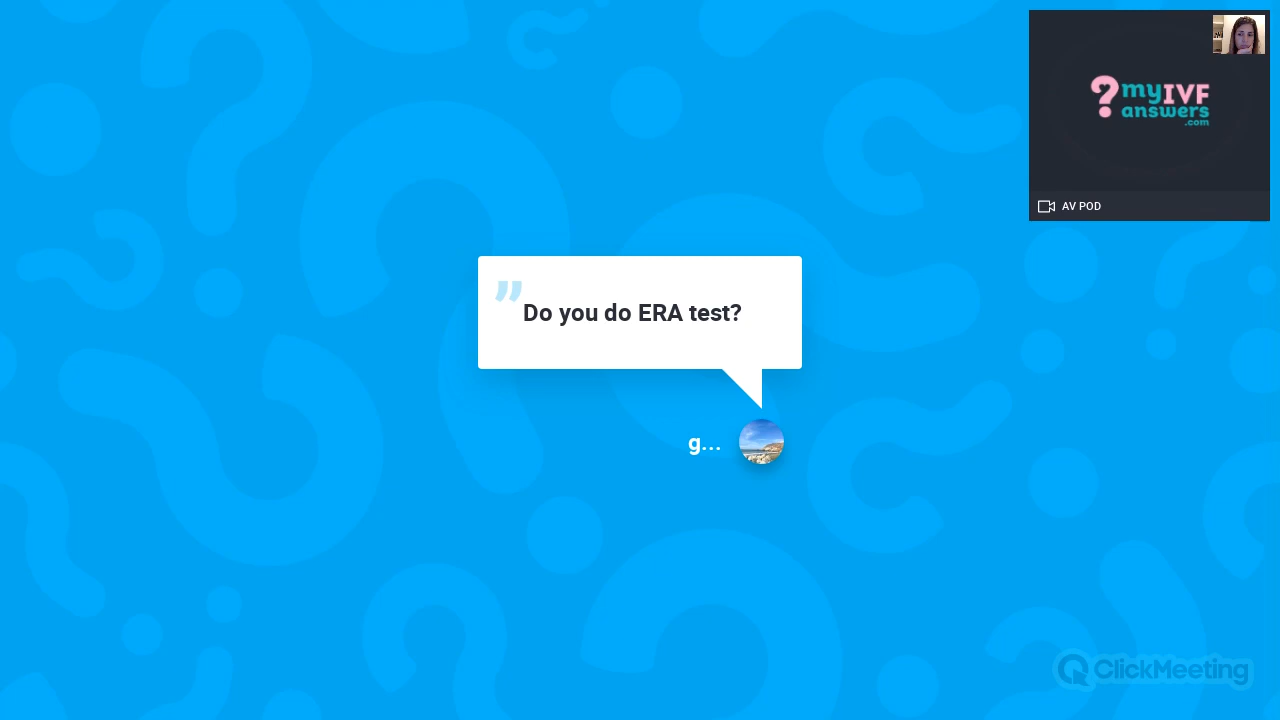 ?myIVF
answers
.com
AV POD
” Do you do ERA test?
g...
ClickMeeting